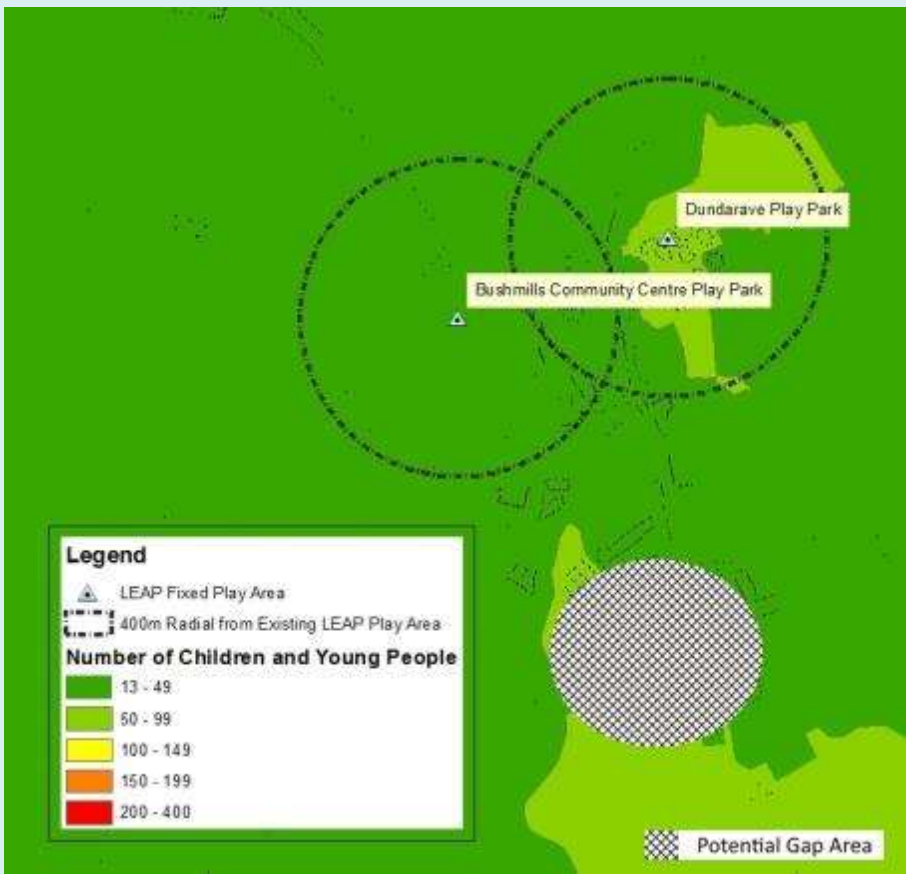 Dundarave Play Park
Bushmills Community Centre Play Park
Legend
LEAP Fixed Play Area
400m Radial from Existing LEAP Play Area
Number of Children and Young People
13 - 49
50 - 99
100 - 149
150 - 199
200 - 400
Potential Gap Area